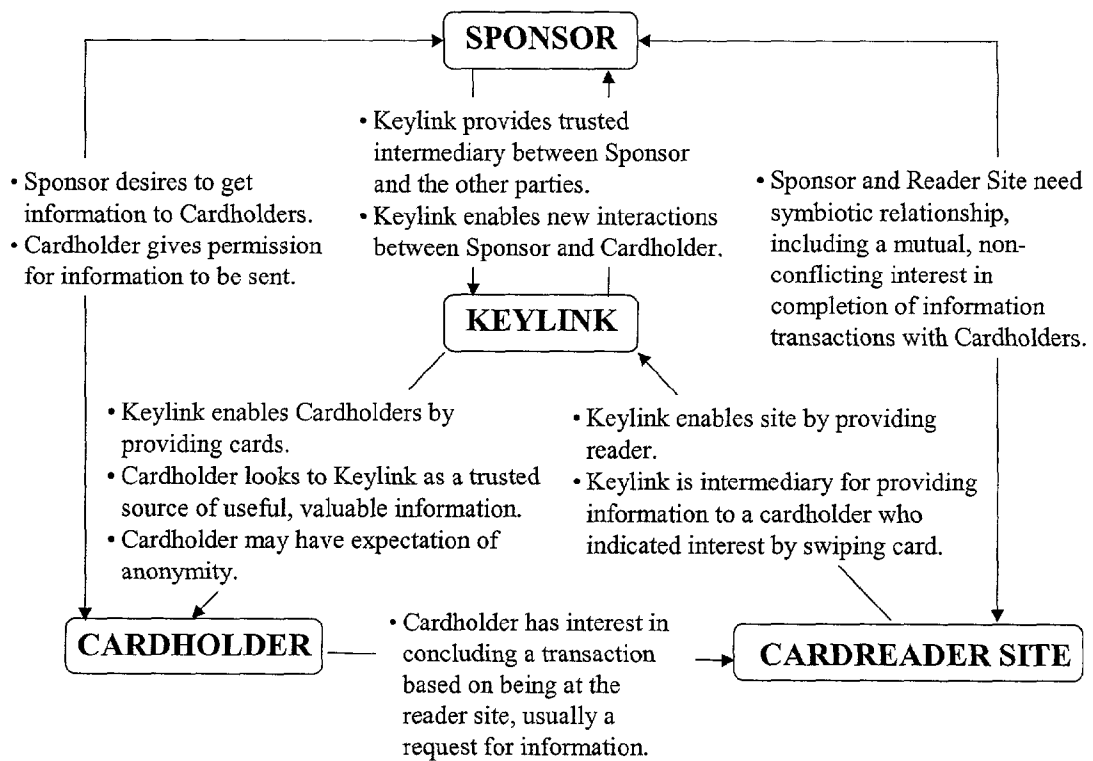 SPONSOR
• Keylink provides trusted
intermediary between Sponsor
and the other parties.
• Keylink enables new interactions
between Sponsor and Cardholder.
• Sponsor desires to get
information to Cardholders.
• Cardholder gives permission
for information to be sent.
• Sponsor and Reader Site need
symbiotic relationship,
including a mutual, non-
conflicting interest in
completion of information
transactions with Cardholders.
KEYLINK
• Keylink enables Cardholders by
providing cards.
• Cardholder looks to Keylink as a trusted
source of useful, valuable information.
• Cardholder may have expectation of
anonymity.
• Keylink enables site by providing
reader.
• Keylink is intermediary for providing
information to a cardholder who
indicated interest by swiping card.
CARDHOLDER
• Cardholder has interest in
concluding a transaction
based on being at the
reader site, usually a
request for information.
CARDREADER SITE